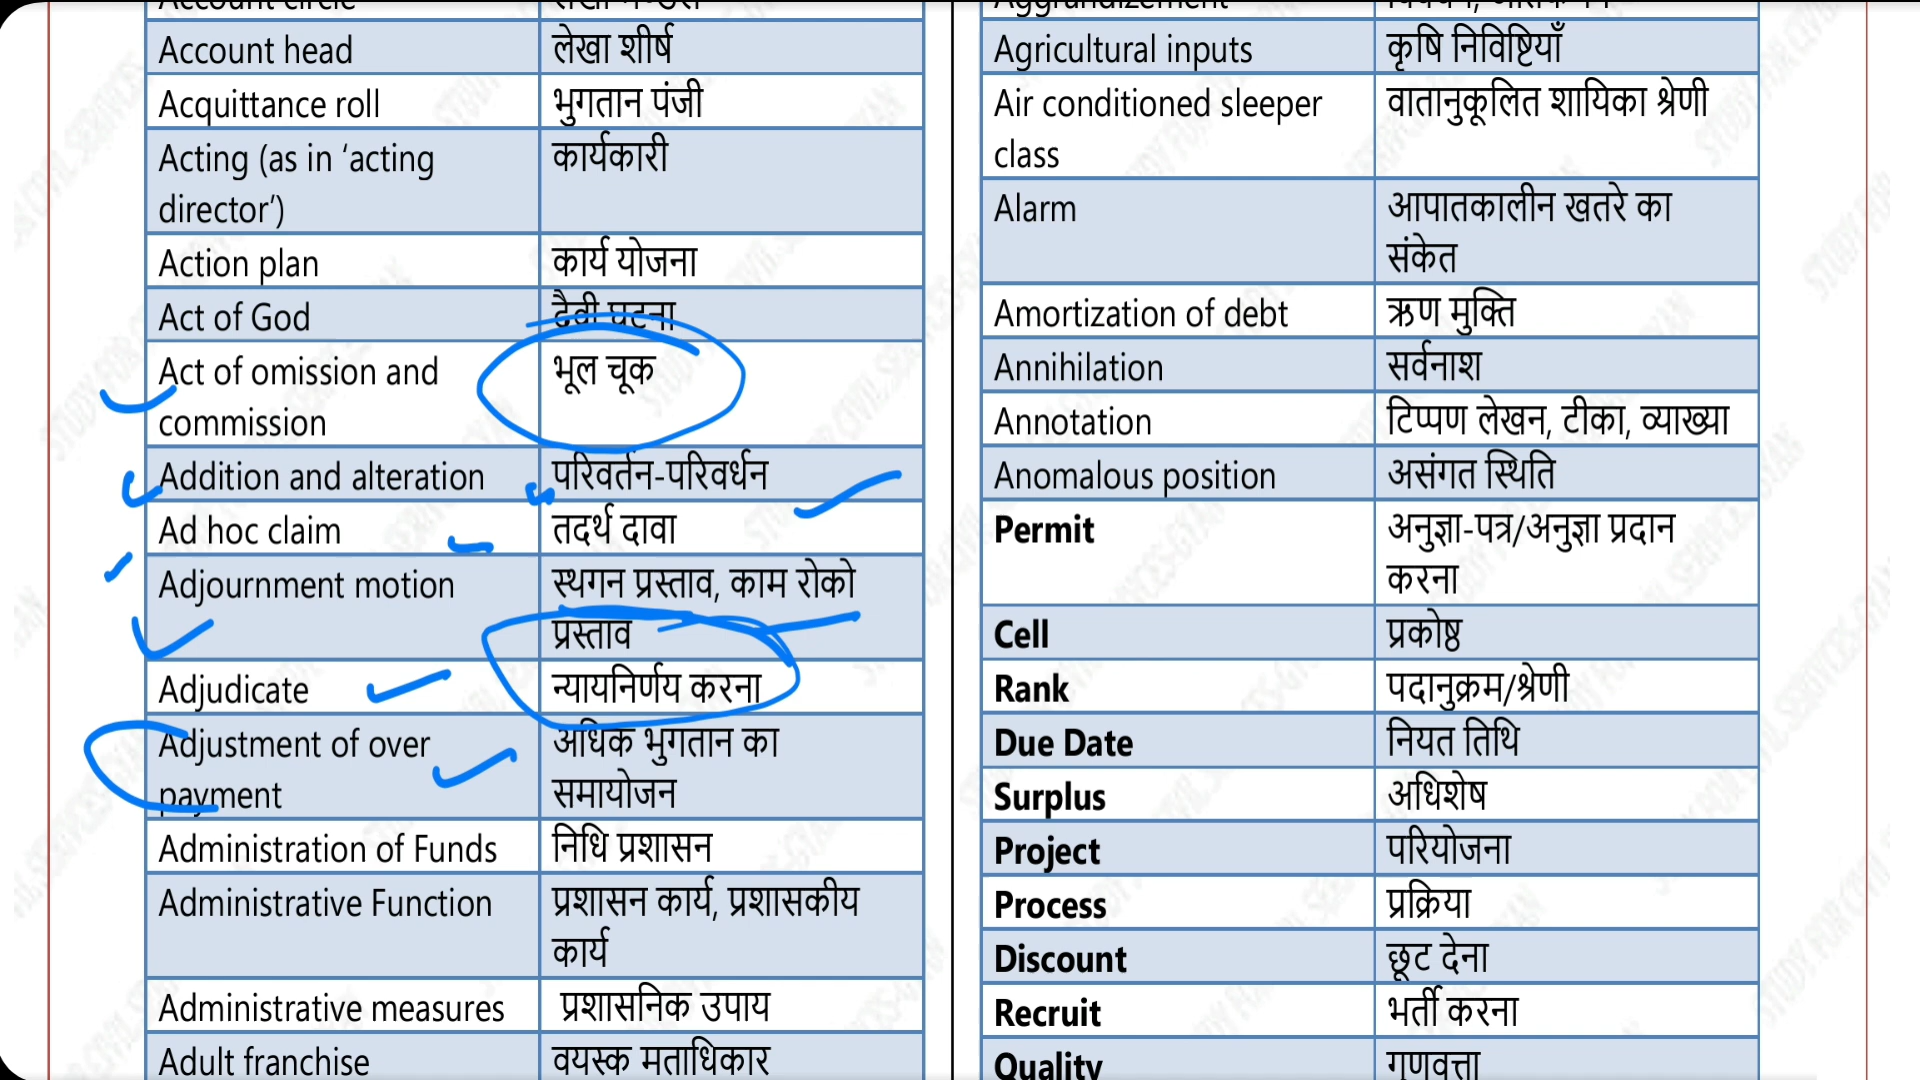 Account circle
Account head लेखा शीर्ष
Acquittance roll भुगतान पंजी
Acting (as in ‘acting कार्यकारी
director’)
Action plan कार्य योजना
Act of God दैवी घटना
Act of omission and भूल चूक
commission
Addition and alteration परिवर्तन-परिवर्धन
Ad hoc claim तदर्थ दावा
Adjournment motion स्थगन प्रस्ताव, काम रोको
प्रस्ताव
Adjudicate न्यायनिर्णय करना
Adjustment of over अधिक भुगतान का
payment समायोजन
Administration of Funds निधि प्रशासन
Administrative Function प्रशासन कार्य, प्रशासकीय
कार्य
Administrative measures प्रशासनिक उपाय
Adult franchise वयस्क मताधिकार
Aggrandizement
Agricultural inputs कृषि निविष्टियाँ
Air conditioned sleeper वातानुकूलित शायिका श्रेणी
class
Alarm आपातकालीन खतरे का
संकेत
Amortization of debt ऋण मुक्ति
Annihilation सर्वनाश
Annotation टिप्पण लेखन, टीका, व्याख्या
Anomalous position असंगत स्थिति
Permit अनुज्ञा-पत्र/अनुज्ञा प्रदान
करना
Cell प्रकोष्ठ
Rank पदानुक्रम/श्रेणी
Due Date नियत तिथि
Surplus अधिशेष
Project परियोजना
Process प्रक्रिया
Discount छूट देना
Recruit भर्ती करना
Quality गुणवत्ता